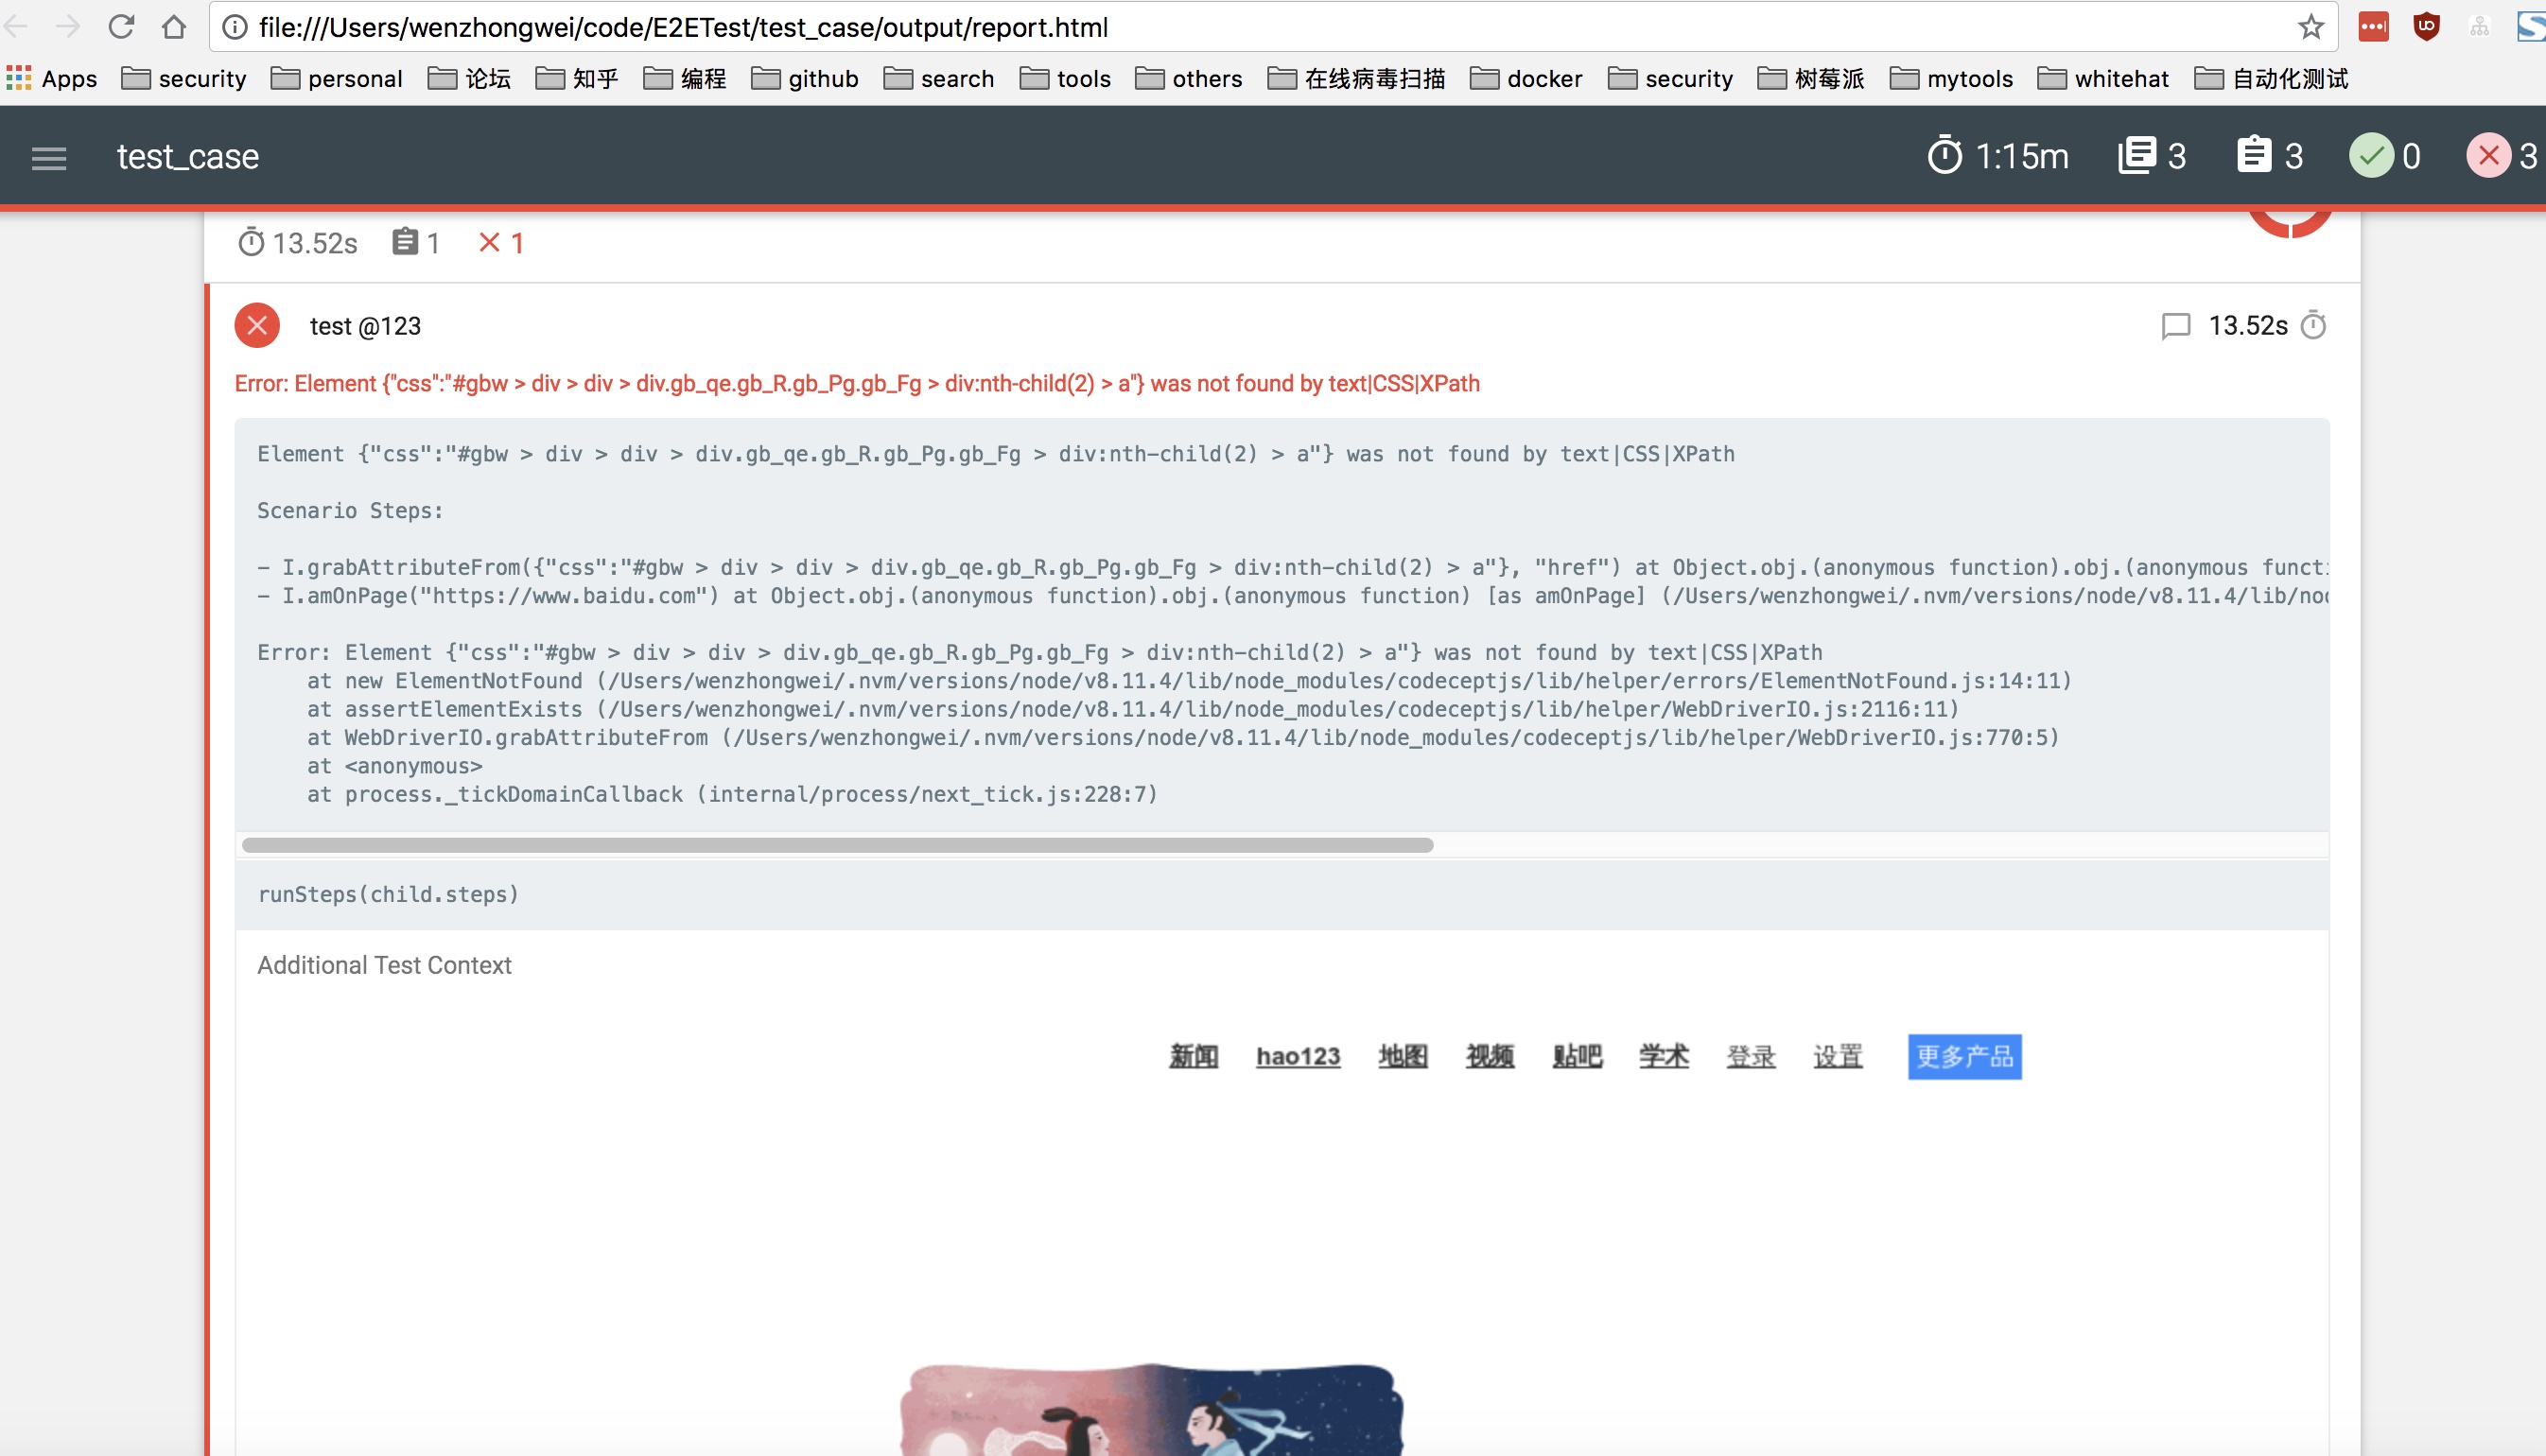 file:///Users/wenzhongwei/code/E2ETest/test_case/output/report.html
Apps security personal 论坛 知乎 编程 github search tools others 在线病毒扫描 docker security 树莓派 mytools whitehat 自动化测试
test_case 1:15m 3 3 0 3
13.52s 1 1
test @123 13.52s
Error: Element {"css":"#gbw > div > div > div.gb_qe.gb_R.gb_Pg.gb_Fg > div:nth-child(2) > a"} was not found by text|CSS|XPath
Element {"css":"#gbw > div > div > div.gb_qe.gb_R.gb_Pg.gb_Fg > div:nth-child(2) > a"} was not found by text|CSS|XPath
Scenario Steps:
- I.grabAttributeFrom({"css":"#gbw > div > div > div.gb_qe.gb_R.gb_Pg.gb_Fg > div:nth-child(2) > a"}, "href") at Object.obj.(anonymous function).obj.(anonymous funct
- I.amOnPage("https://www.baidu.com") at Object.obj.(anonymous function).obj.(anonymous function) [as amOnPage] (/Users/wenzhongwei/.nvm/versions/node/v8.11.4/lib/no
Error: Element {"css":"#gbw > div > div > div.gb_qe.gb_R.gb_Pg.gb_Fg > div:nth-child(2) > a"} was not found by text|CSS|XPath
at new ElementNotFound (/Users/wenzhongwei/.nvm/versions/node/v8.11.4/lib/node_modules/codeceptjs/lib/helper/errors/ElementNotFound.js:14:11)
at assertElementExists (/Users/wenzhongwei/.nvm/versions/node/v8.11.4/lib/node_modules/codeceptjs/lib/helper/WebDriverIO.js:2116:11)
at WebDriverIO.grabAttributeFrom (/Users/wenzhongwei/.nvm/versions/node/v8.11.4/lib/node_modules/codeceptjs/lib/helper/WebDriverIO.js:770:5)
at <anonymous>
at process._tickDomainCallback (internal/process/next_tick.js:228:7)
runSteps(child.steps)
Additional Test Context
新闻 hao123 地图 视频 贴吧 学术 登录 设置 更多产品